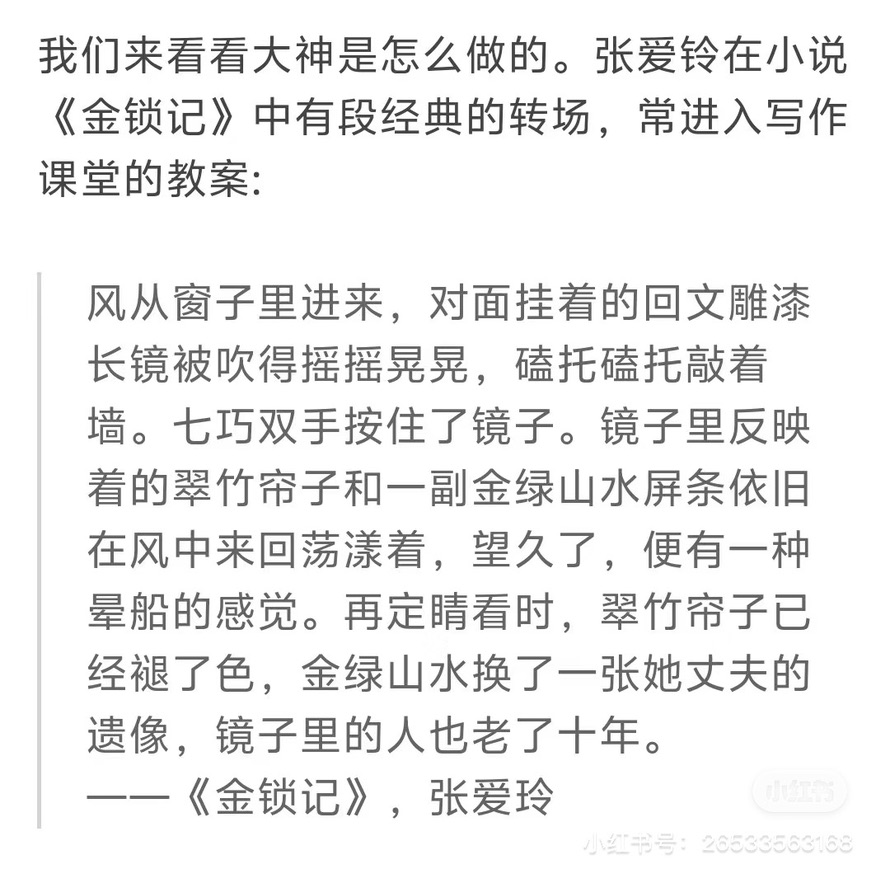 我们来看看大神是怎么做的。张爱铃在小说
《金锁记》中有段经典的转场，常进入写作
课堂的教案:
风从窗子里进来，对面挂着的回文雕漆
长镜被吹得摇摇晃晃，磕托磕托敲着
墙。七巧双手按住了镜子。镜子里反映
着的翠竹帘子和一副金绿山水屏条依旧
在风中来回荡漾着，望久了，便有一种
晕船的感觉。再定睛看时，翠竹帘子已
经褪了色，金绿山水换了一张她丈夫的
遗像，镜子里的人也老了十年。
——《金锁记》，张爱玲
小红书
小红书号：26533563168